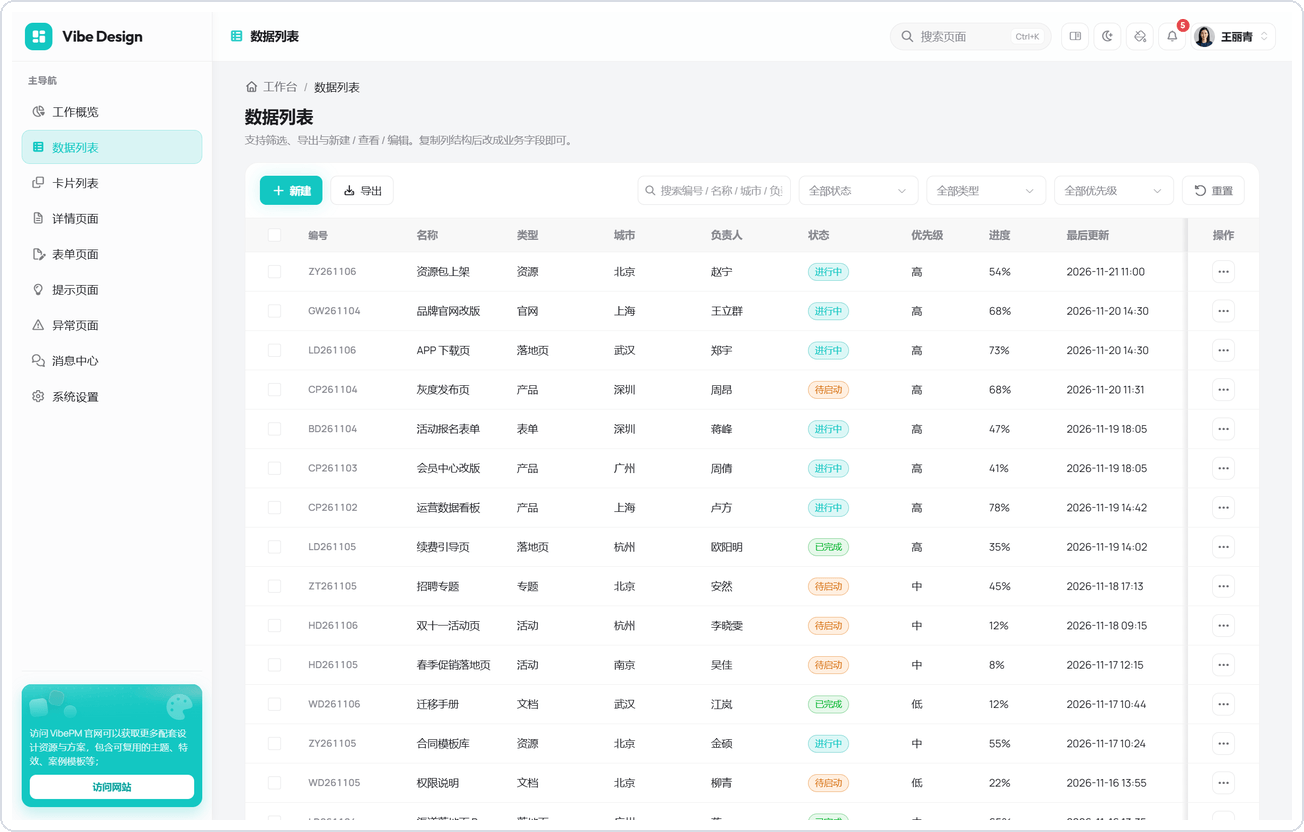 Vibe Design
数据列表
搜索页面
Ctrl+K
5
王丽青
主导航
工作概览
数据列表
卡片列表
详情页面
表单页面
提示页面
异常页面
消息中心
系统设置
访问 VibePM 官网可以获取更多配套设
计资源与方案，包含可复用的主题、特
效、案例模板等；
访问网站
工作台 / 数据列表
数据列表
支持筛选、导出与新建 / 查看 / 编辑。复制列结构后改成业务字段即可。
新建 导出 搜索编号 / 名称 / 城市 / 负 全部状态 全部类型 全部优先级 重置
编号 名称 类型 城市 负责人 状态 优先级 进度 最后更新 操作
ZY261106 资源包上架 资源 北京 赵宁 进行中 高 54% 2026-11-21 11:00
GW261104 品牌官网改版 官网 上海 王立群 进行中 高 68% 2026-11-20 14:30
LD261106 APP 下载页 落地页 武汉 郑宇 进行中 高 73% 2026-11-20 14:30
CP261104 灰度发布页 产品 深圳 周昂 待启动 高 68% 2026-11-20 11:31
BD261104 活动报名表单 表单 深圳 蒋峰 进行中 高 47% 2026-11-19 18:05
CP261103 会员中心改版 产品 广州 周倩 进行中 高 41% 2026-11-19 18:05
CP261102 运营数据看板 产品 上海 卢方 进行中 高 78% 2026-11-19 14:42
LD261105 续费引导页 落地页 杭州 欧阳明 已完成 高 35% 2026-11-19 14:02
ZT261105 招聘专题 专题 北京 安然 待启动 中 45% 2026-11-18 17:13
HD261106 双十一活动页 活动 杭州 李晓雯 待启动 中 12% 2026-11-18 09:15
HD261105 春季促销落地页 活动 南京 吴佳 待启动 中 8% 2026-11-17 12:15
WD261106 迁移手册 文档 武汉 江岚 已完成 低 12% 2026-11-17 10:44
ZY261105 合同模板库 资源 北京 金硕 进行中 中 55% 2026-11-17 10:24
WD261105 权限说明 文档 北京 柳青 待启动 低 22% 2026-11-16 13:55